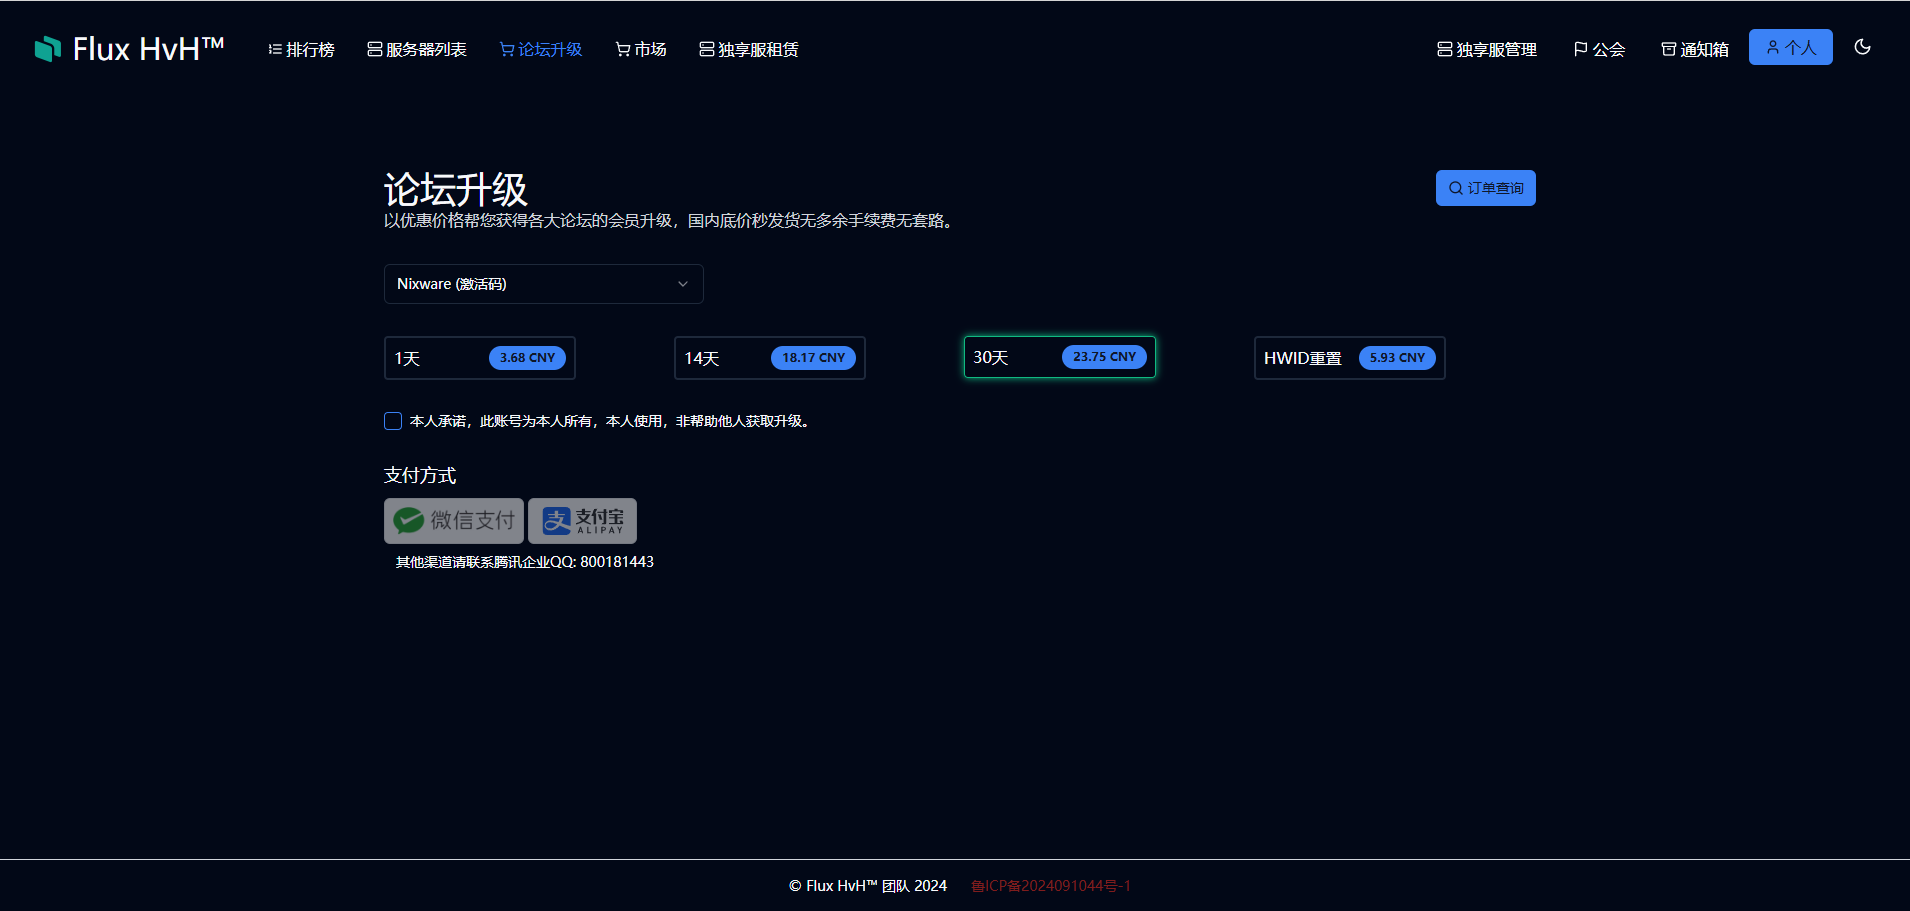 Flux HvH™ 排行榜 服务器列表 论坛升级 市场 独享服租赁 独享服管理 公会 通知箱 个人
论坛升级
订单查询
以优惠价格帮您获得各大论坛的会员升级，国内底价秒发货无多余手续费无套路。
Nixware (激活码)
1天 3.68 CNY 14天 18.17 CNY 30天 23.75 CNY HWID重置 5.93 CNY
本人承诺，此账号为本人所有，本人使用，非帮助他人获取升级。
支付方式
微信支付 支 支付宝
ALIPAY
其他渠道请联系腾讯企业QQ: 800181443
© Flux HvH™ 团队 2024 鲁ICP备2024091044号-1